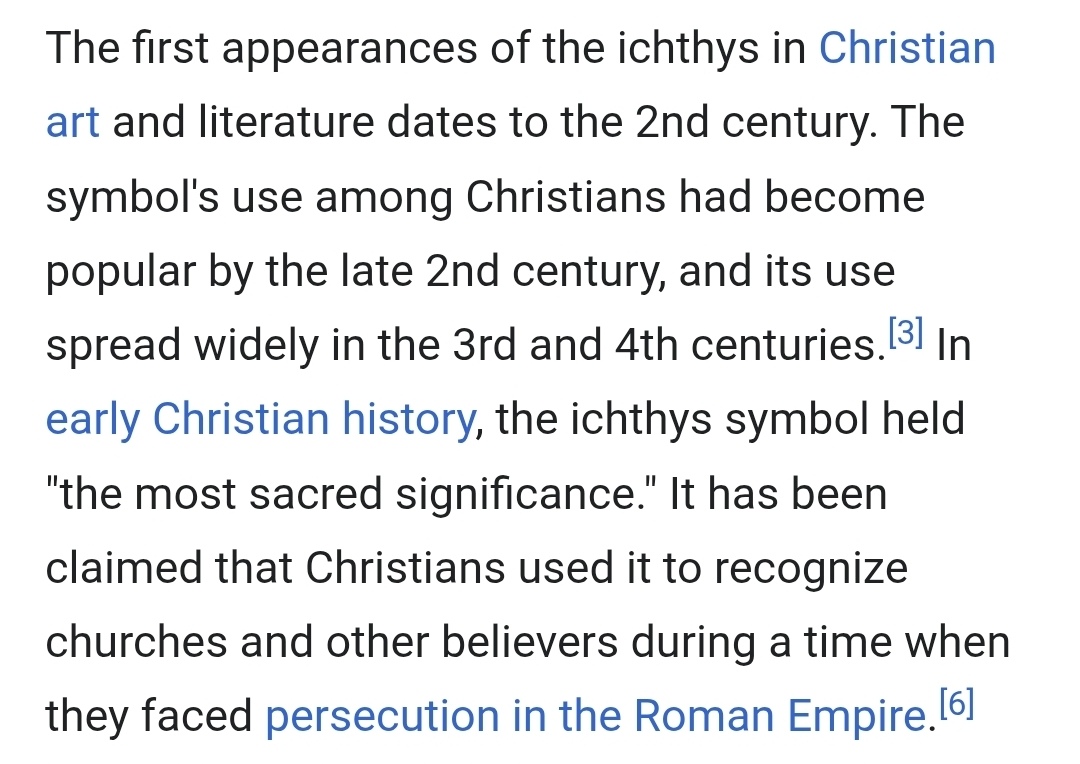 The first appearances of the ichthys in Christian
art and literature dates to the 2nd century. The
symbol's use among Christians had become
popular by the late 2nd century, and its use
spread widely in the 3rd and 4th centuries.[3] In
early Christian history, the ichthys symbol held
"the most sacred significance." It has been
claimed that Christians used it to recognize
churches and other believers during a time when
they faced persecution in the Roman Empire.[6]